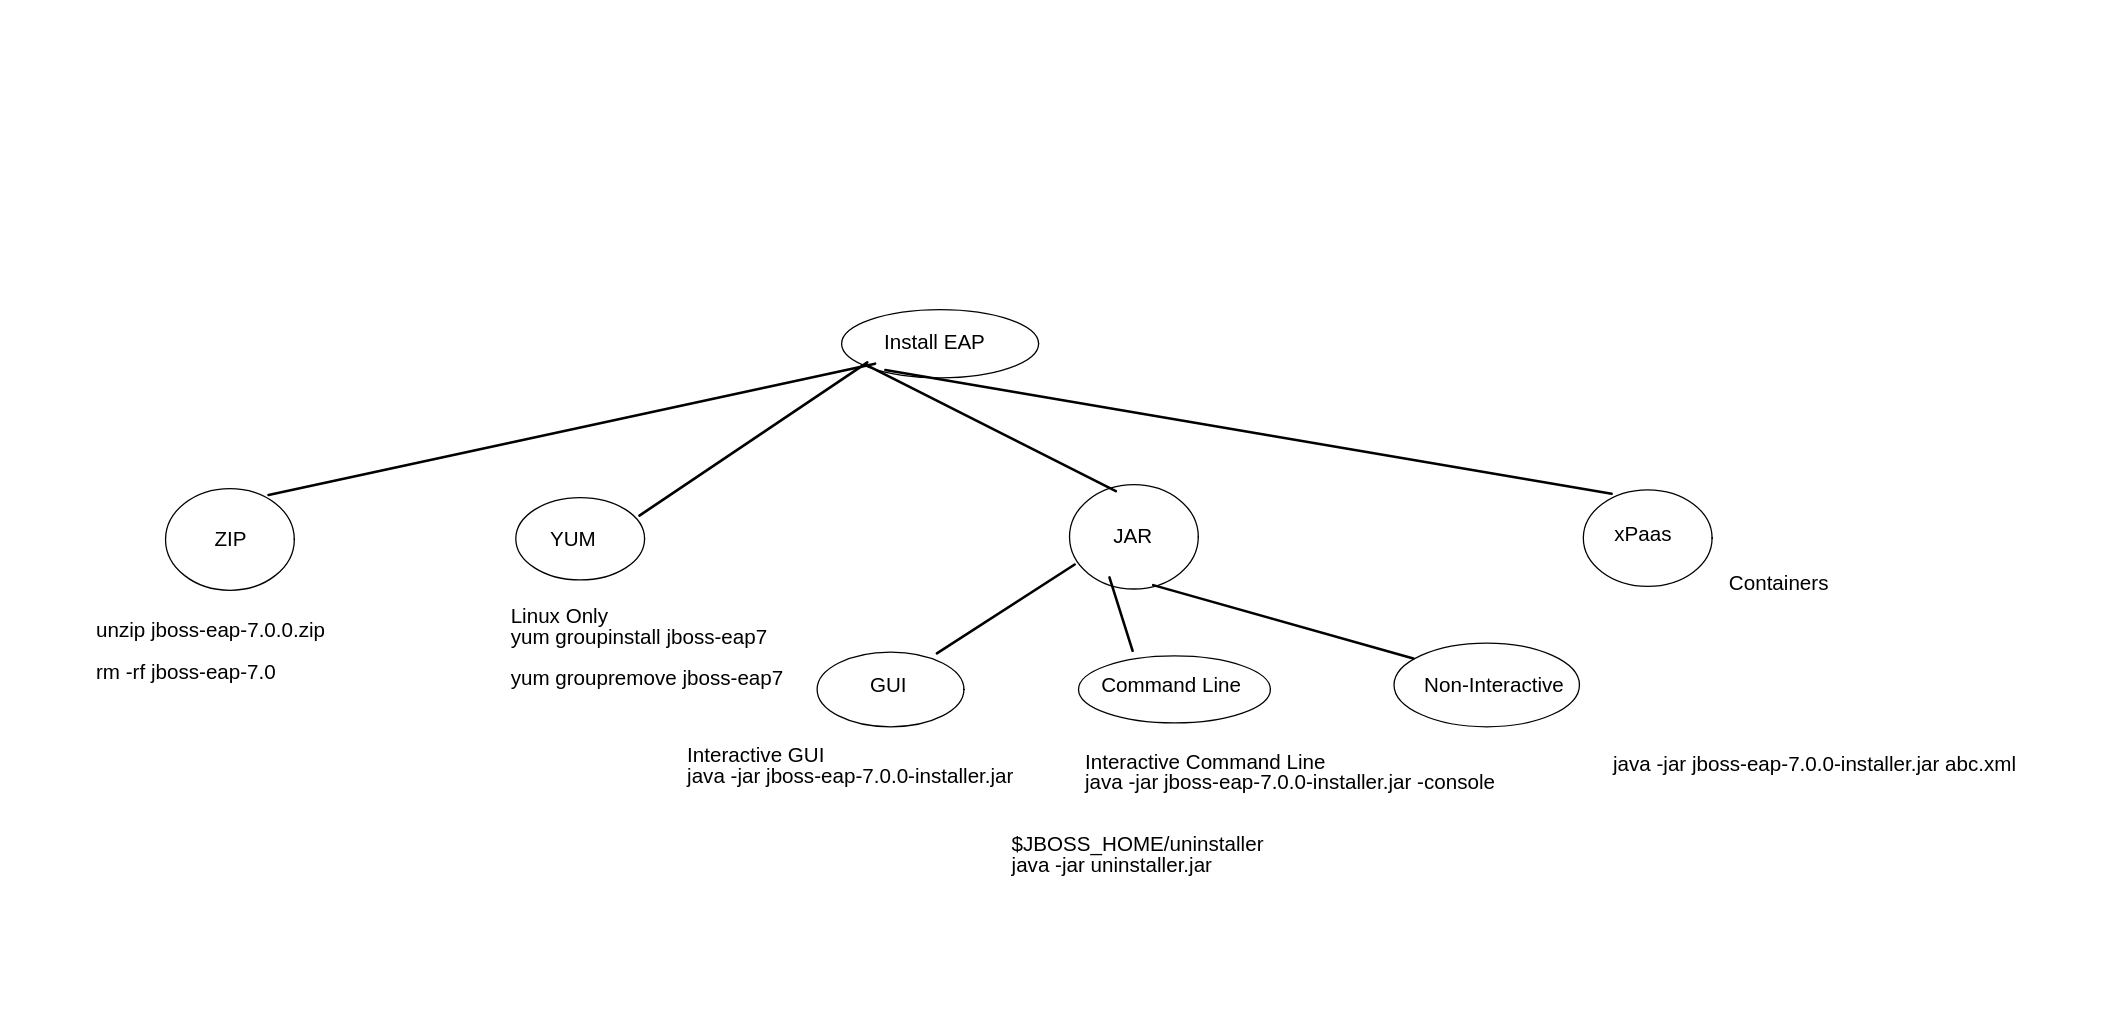 Install EAP
ZIP
YUM
JAR
xPaas
Containers
unzip jboss-eap-7.0.0.zip
rm -rf jboss-eap-7.0
Linux Only
yum groupinstall jboss-eap7
yum groupremove jboss-eap7
GUI
Command Line
Non-Interactive
Interactive GUI
java -jar jboss-eap-7.0.0-installer.jar
Interactive Command Line
java -jar jboss-eap-7.0.0-installer.jar -console
java -jar jboss-eap-7.0.0-installer.jar abc.xml
$JBOSS_HOME/uninstaller
java -jar uninstaller.jar